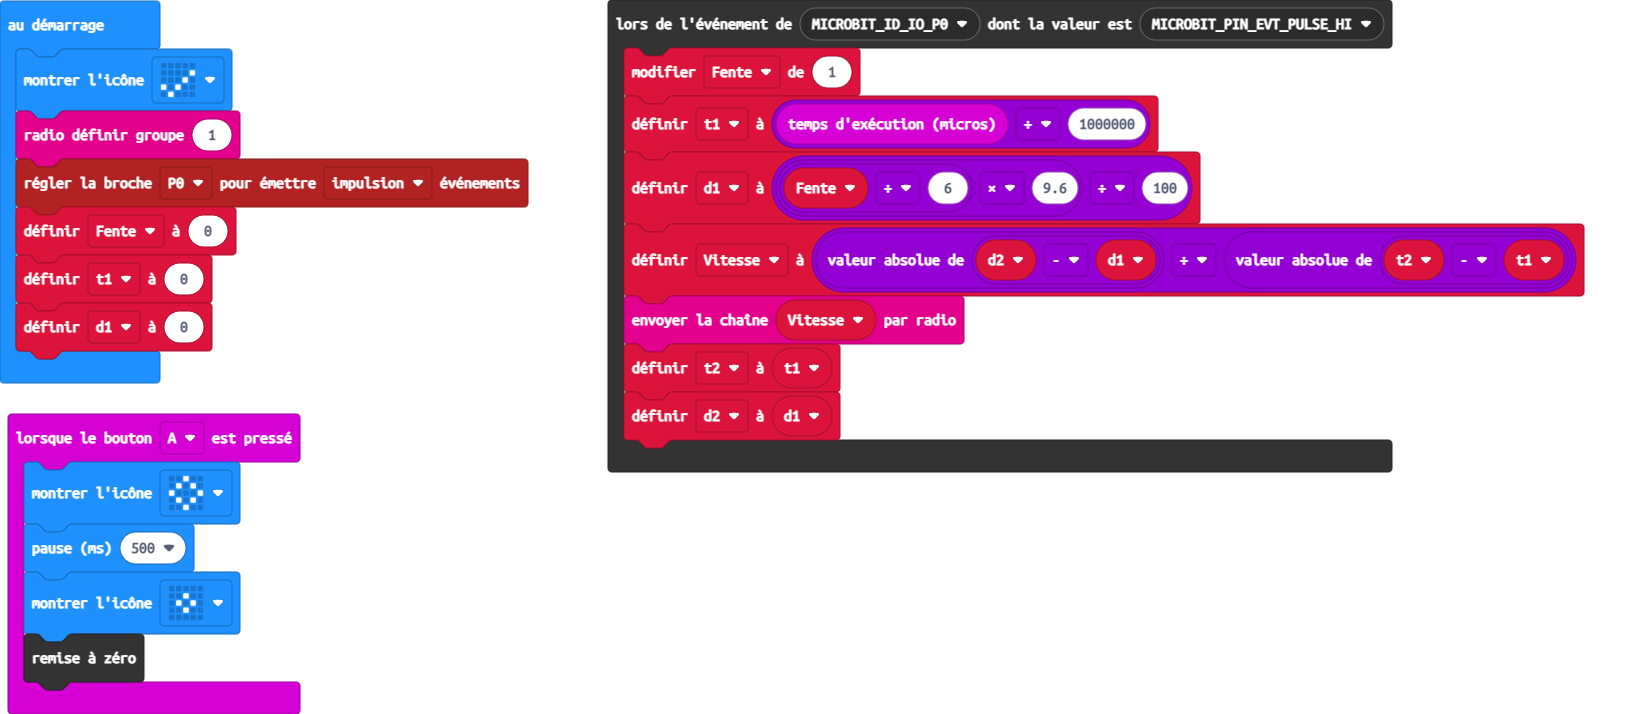 au démarrage
montrer l'icône
radio définir groupe 1
régler la broche P0 pour émettre impulsion événements
définir Fente à 0
définir t1 à 0
définir d1 à 0
lorsque le bouton A est pressé
montrer l'icône
pause (ms) 500
montrer l'icône
remise à zéro
lors de l'événement de MICROBIT_ID_IO_P0 dont la valeur est MICROBIT_PIN_EVT_PULSE_HI
modifier Fente de 1
définir t1 à temps d'exécution (micros) ÷ 1000000
définir d1 à Fente ÷ 6 × 9.6 ÷ 100
définir Vitesse à valeur absolue de d2 - d1 ÷ valeur absolue de t2 - t1
envoyer la chaîne Vitesse par radio
définir t2 à t1
définir d2 à d1